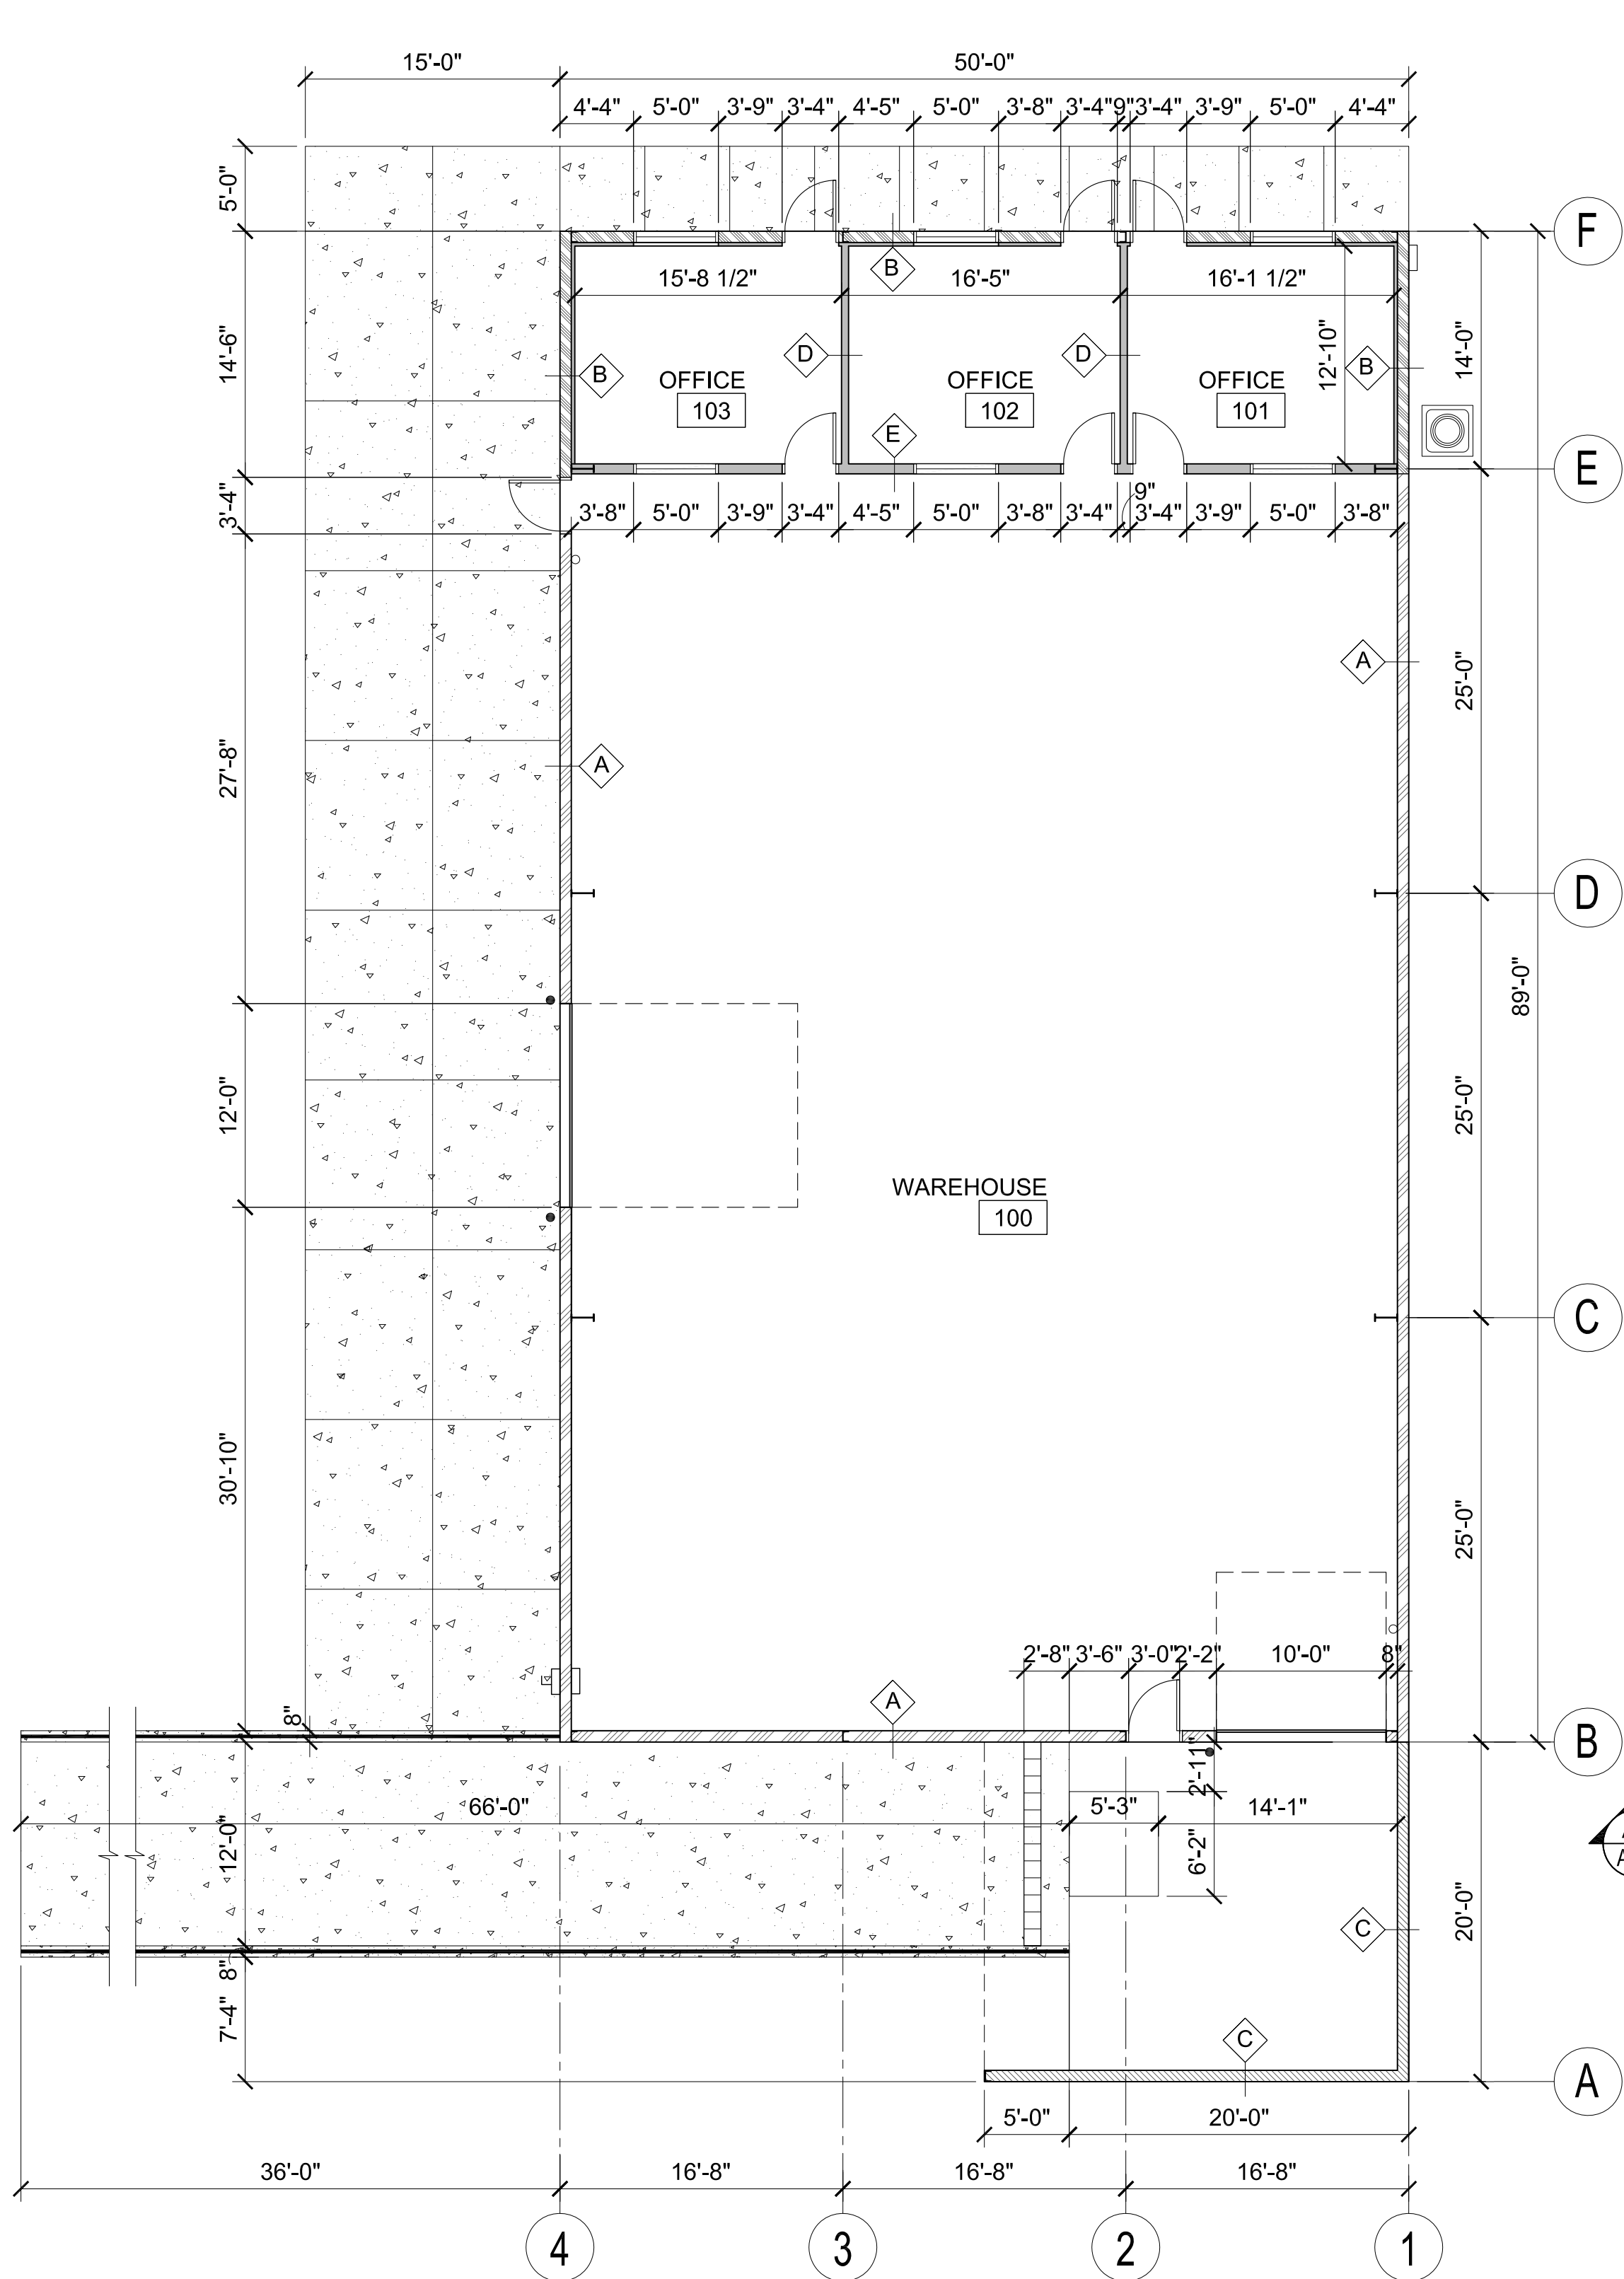 15'-0"
50'-0"
4'-4" 5'-0" 3'-9" 3'-4" 4'-5" 5'-0" 3'-8" 3'-4" 9" 3'-4" 3'-9" 5'-0" 4'-4"
5'-0"
F
15'-8 1/2" B 16'-5" 16'-1 1/2"
14'-6" B D D 12'-10" B 14'-0"
OFFICE OFFICE OFFICE
103 102 101
E
E
3'-4"
9"
3'-8" 5'-0" 3'-9" 3'-4" 4'-5" 5'-0" 3'-8" 3'-4" 3'-4" 3'-9" 5'-0" 3'-8"
A 25'-0"
27'-8" A
D
89'-0"
12'-0" 25'-0"
WAREHOUSE
100
C
30'-10"
25'-0"
2'-8" 3'-6" 3'-0" 2'-2" 10'-0" 8"
A
8"
B
2'-11"
66'-0" 5'-3" 14'-1"
12'-0" 6'-2" A
A
C 20'-0"
8"
7'-4"
C
A
5'-0" 20'-0"
36'-0" 16'-8" 16'-8" 16'-8"
4 3 2 1